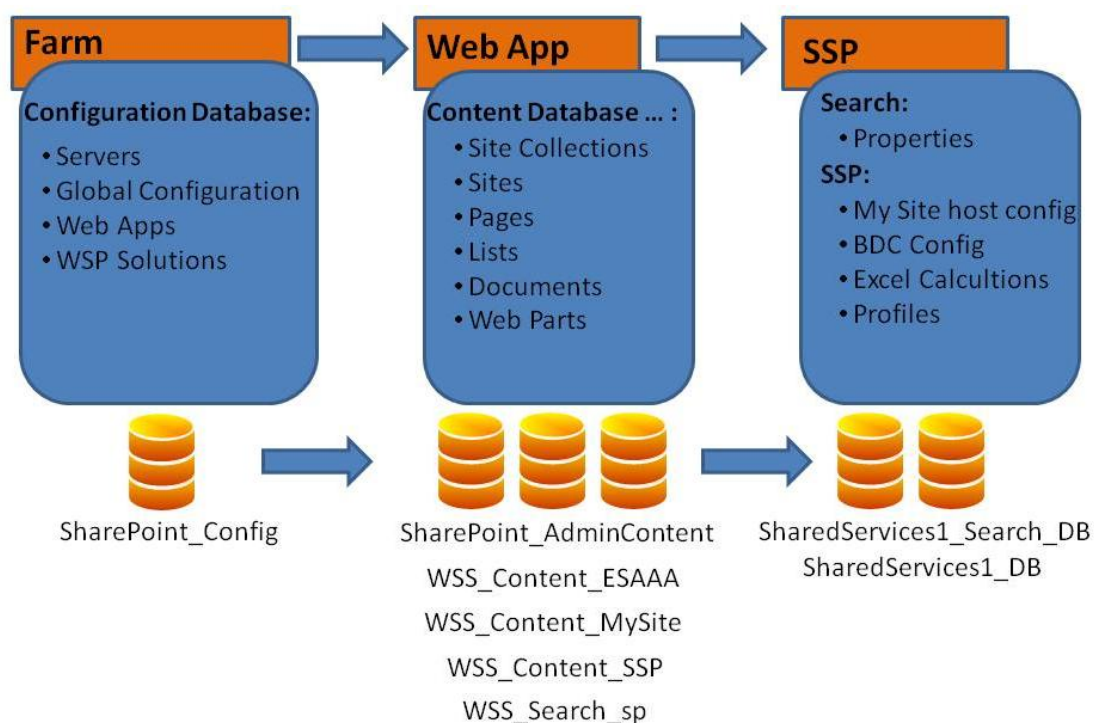 Farm
Configuration Database:
• Servers
• Global Configuration
• Web Apps
• WSP Solutions
SharePoint_Config
Web App
Content Database ... :
• Site Collections
• Sites
• Pages
• Lists
• Documents
• Web Parts
SharePoint_AdminContent
WSS_Content_ESAAA
WSS_Content_MySite
WSS_Content_SSP
WSS_Search_sp
SSP
Search:
• Properties
SSP:
• My Site host config
• BDC Config
• Excel Calcultions
• Profiles
SharedServices1_Search_DB
SharedServices1_DB